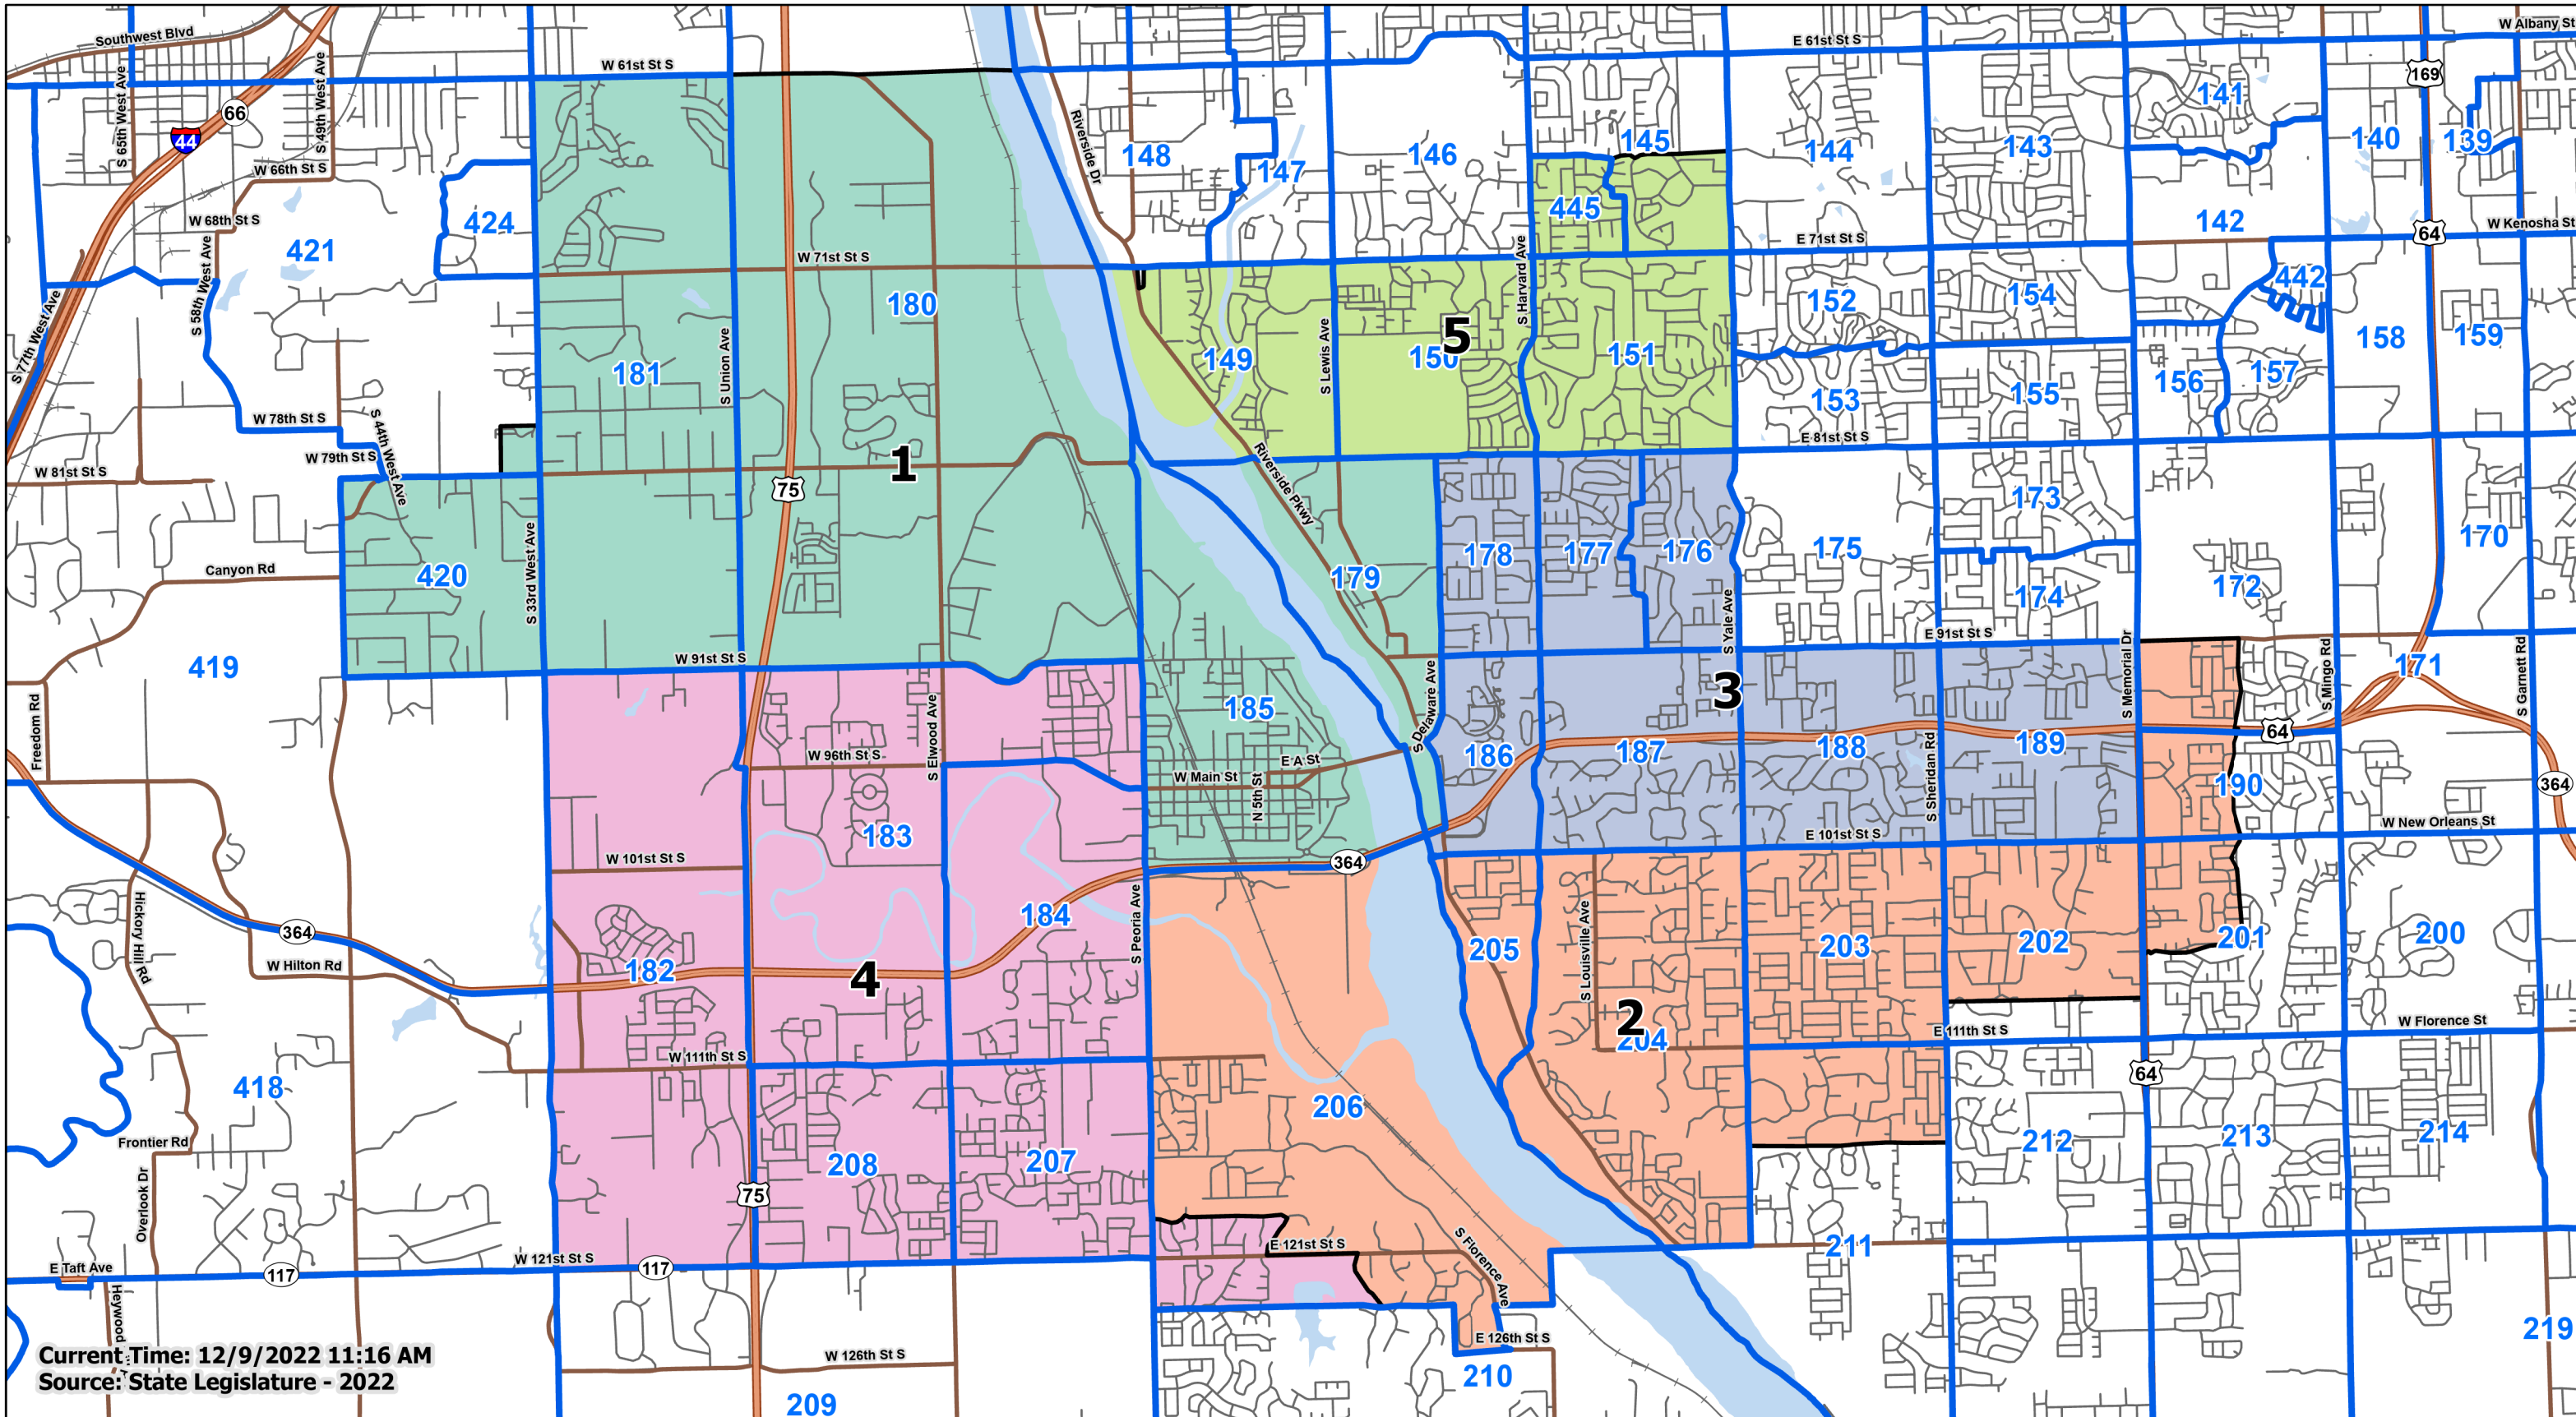 Southwest Blvd
W 61st St S
E 61st St S
W Albany St
S 65th West Ave
S 49th West Ave
66
44
169
Riverside Dr
148
147
146
145
144
143
141
140
139
W 66th St S
W 68th St S
424
421
445
142
W Kenosha St
64
E 71st St S
W 71st St S
S 77th West Ave
S 58th West Ave
180
181
S Union Ave
149
S Lewis Ave
150
5
S Harvard Ave
151
152
154
442
158
159
153
155
156
157
W 78th St S
S 44th West Ave
W 79th St S
W 81st St S
E 81st St S
1
75
Riverside Pkwy
173
170
178
177
176
175
179
174
172
Canyon Rd
420
S 33rd West Ave
S Yale Ave
E 91st St S
W 91st St S
419
S Memorial Dr
S Mingo Rd
S Garnett Rd
171
Freedom Rd
S Elwood Ave
185
S Delaware Ave
3
64
W 96th St S
W Main St
E A St
N 5th St
186
187
188
S Sheridan Rd
189
190
364
183
E 101st St S
W New Orleans St
W 101st St S
364
Hickory Hill Rd
364
184
S Peoria Ave
S Louisville Ave
205
203
202
201
200
W Hilton Rd
182
4
2
204
E 111th St S
W Florence St
W 111th St S
64
418
206
Frontier Rd
208
207
212
213
214
Overlook Dr
75
E Taft Ave
117
W 121st St S
117
E 121st St S
S Florence Ave
211
Heywood
E 126th St S
219
W 126th St S
210
209
Current Time: 12/9/2022 11:16 AM
Source: State Legislature - 2022